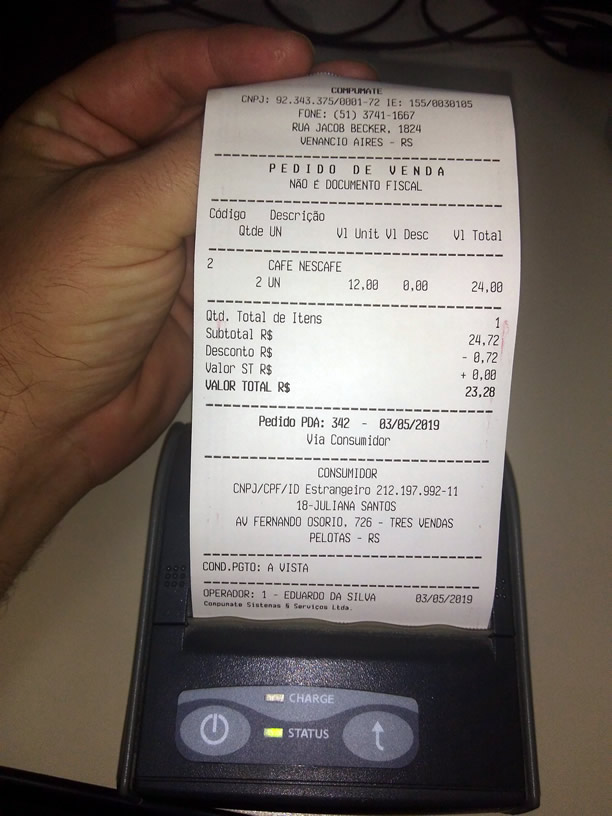 COMPUMATE
CNPJ: 92.343.375/0001-72 IE: 155/0030105
FONE: (51) 3741-1667
RUA JACOB BECKER, 1824
VENANCIO AIRES - RS
PEDIDO DE VENDA
NÃO É DOCUMENTO FISCAL
Código Descrição
Qtde UN Vl Unit Vl Desc Vl Total
2 CAFE NESCAFE
2 UN 12,00 0,00 24,00
Qtd. Total de Itens 1
Subtotal R$ 24,72
Desconto R$ - 0,72
Valor ST R$ + 0,00
VALOR TOTAL R$ 23,28
Pedido PDA: 342 - 03/05/2019
Via Consumidor
CONSUMIDOR
CNPJ/CPF/ID Estrangeiro 212.197.992-11
18-JULIANA SANTOS
AV FERNANDO OSORIO, 726 - TRES VENDAS
PELOTAS - RS
COND.PGTO: A VISTA
OPERADOR: 1 - EDUARDO DA SILVA 03/05/2019
Compumate Sistemas & Serviços Ltda.
CHARGE
STATUS